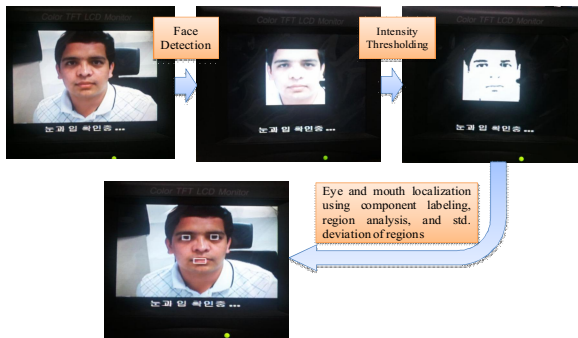 Color TFT LCD Monitor
Face
Detection
Color TFT LCD Monitor
Intensity
Thresholding
Color TFT LCD Monitor
눈과 입 확인중 •••
눈과 입 확인중 •••
눈과 입 확인중 •••
Eye and mouth localization
using component labeling,
region analysis, and std.
deviation of regions
Color TFT LCD Monitor
눈과 입 확인중 •••